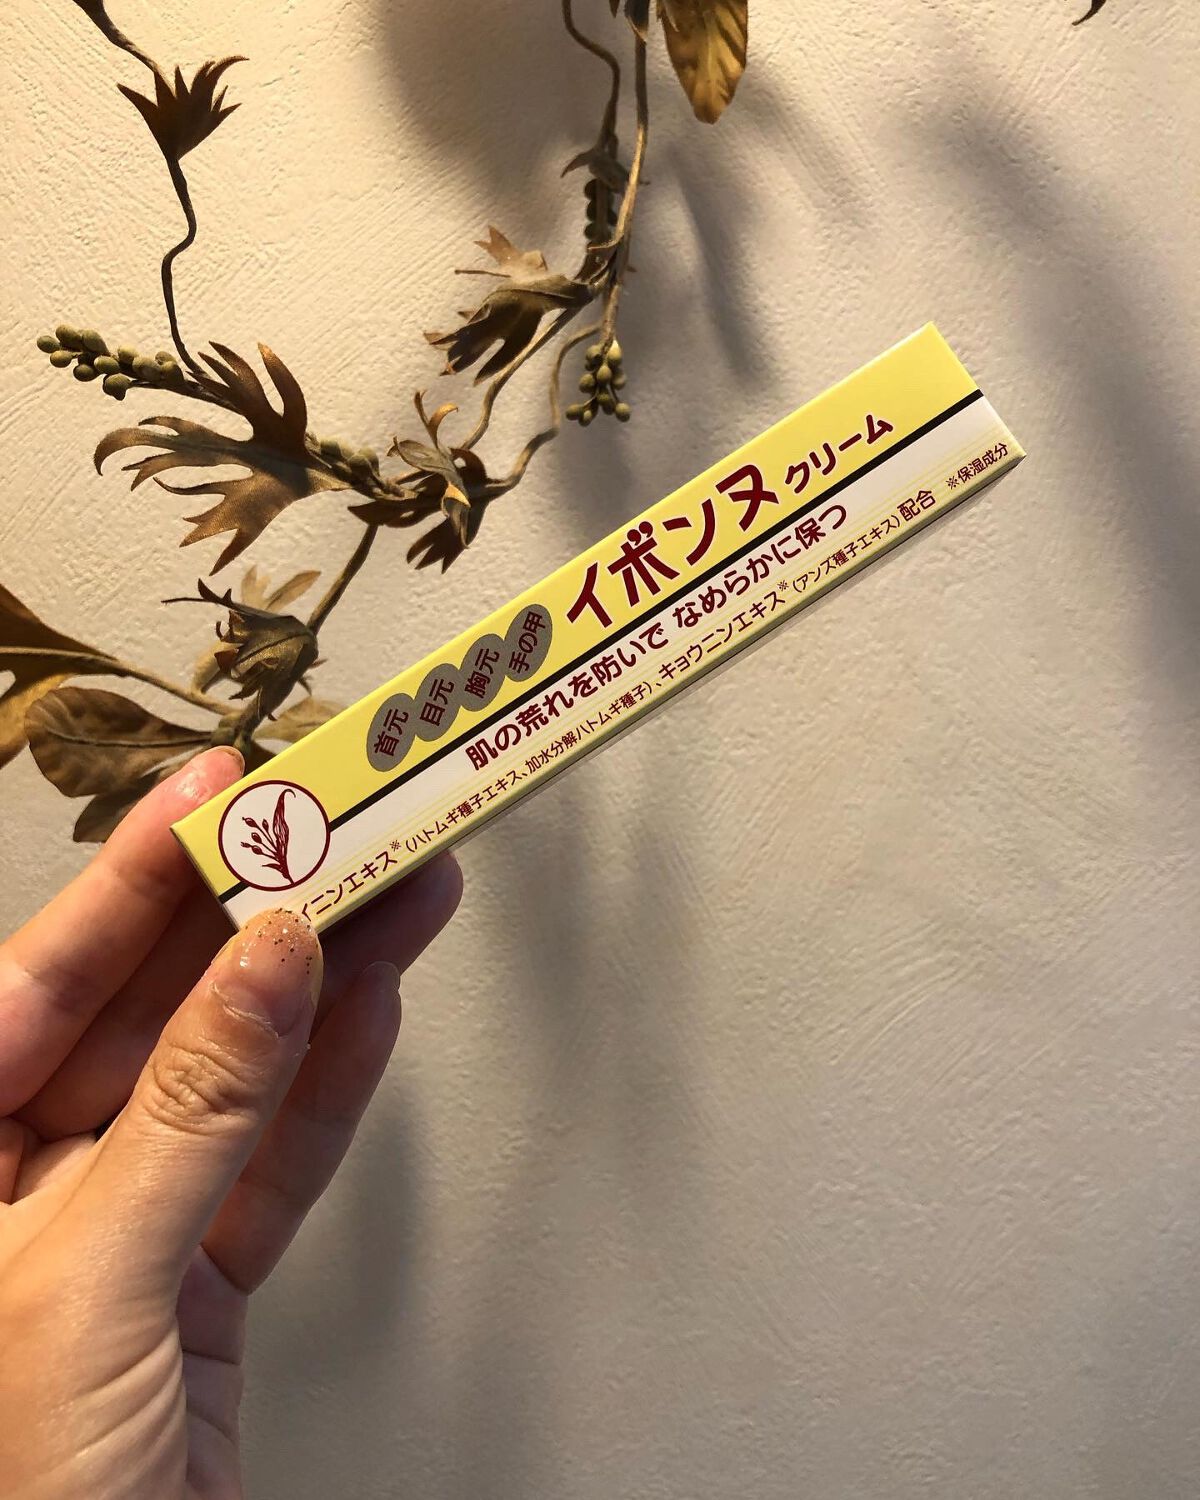 首元
目元
胸元
手の甲
イボンヌ クリーム
肌の荒れを防いで なめらかに保つ
イニンエキス※(ハトムギ種子エキス、加水分解ハトムギ種子)、キョウニンエキス※(アンズ種子エキス)配合 ※保湿成分